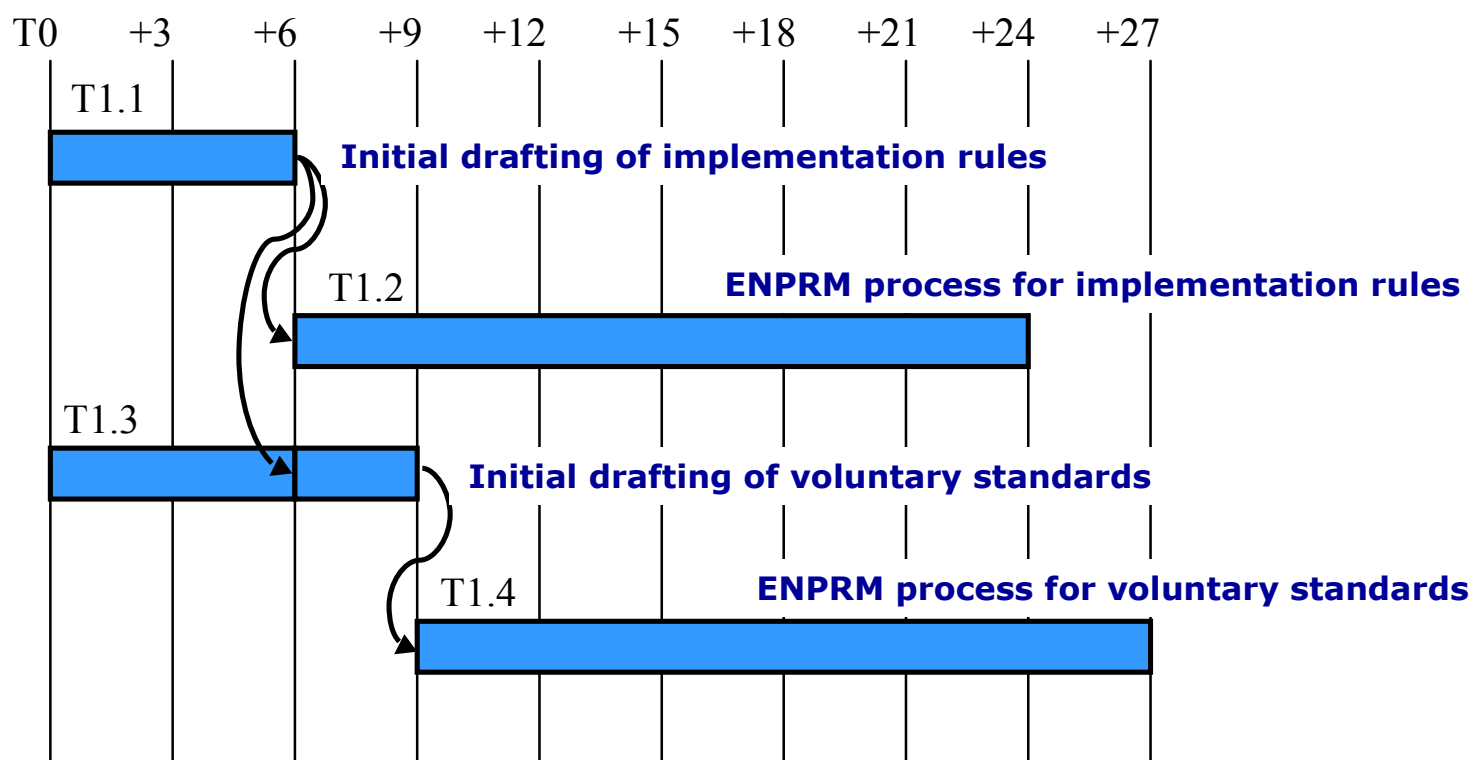 T0 +3 +6 +9 +12 +15 +18 +21 +24 +27
T1.1
Initial drafting of implementation rules
T1.2
ENPRM process for implementation rules
T1.3
Initial drafting of voluntary standards
T1.4
ENPRM process for voluntary standards